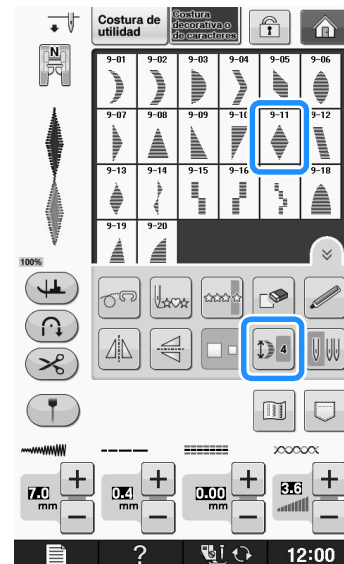 Costura de utilidad
Costura decorativa o de caracteres
N
9-01 9-02 9-03 9-04 9-05 9-06
9-07 9-08 9-09 9-10 9-11 9-12
9-13 9-14 9-15 9-16 9-18
9-19 9-20
100%
4
7.0 mm
0.4 mm
0.00 mm
3.6
+ + + +
− − − −
? 12:00